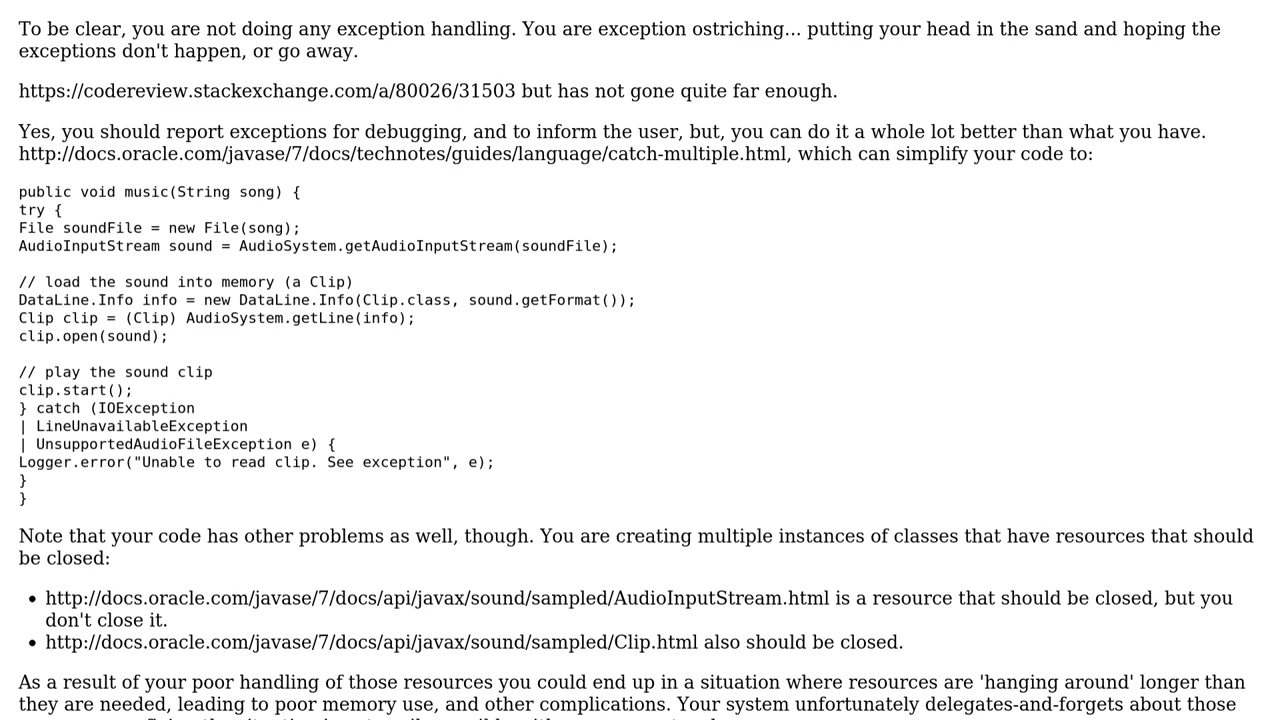 To be clear, you are not doing any exception handling. You are exception ostriching... putting your head in the sand and hoping the
exceptions don't happen, or go away.
https://codereview.stackexchange.com/a/80026/31503 but has not gone quite far enough.
Yes, you should report exceptions for debugging, and to inform the user, but, you can do it a whole lot better than what you have.
http://docs.oracle.com/javase/7/docs/technotes/guides/language/catch-multiple.html, which can simplify your code to:
public void music(String song) {
try {
File soundFile = new File(song);
AudioInputStream sound = AudioSystem.getAudioInputStream(soundFile);
// load the sound into memory (a Clip)
DataLine.Info info = new DataLine.Info(Clip.class, sound.getFormat());
Clip clip = (Clip) AudioSystem.getLine(info);
clip.open(sound);
// play the sound clip
clip.start();
} catch (IOException
| LineUnavailableException
| UnsupportedAudioFileException e) {
Logger.error("Unable to read clip. See exception", e);
}
}
Note that your code has other problems as well, though. You are creating multiple instances of classes that have resources that should
be closed:
• http://docs.oracle.com/javase/7/docs/api/javax/sound/sampled/AudioInputStream.html is a resource that should be closed, but you
don't close it.
• http://docs.oracle.com/javase/7/docs/api/javax/sound/sampled/Clip.html also should be closed.
As a result of your poor handling of those resources you could end up in a situation where resources are 'hanging around' longer than
they are needed, leading to poor memory use, and other complications. Your system unfortunately delegates-and-forgets about those